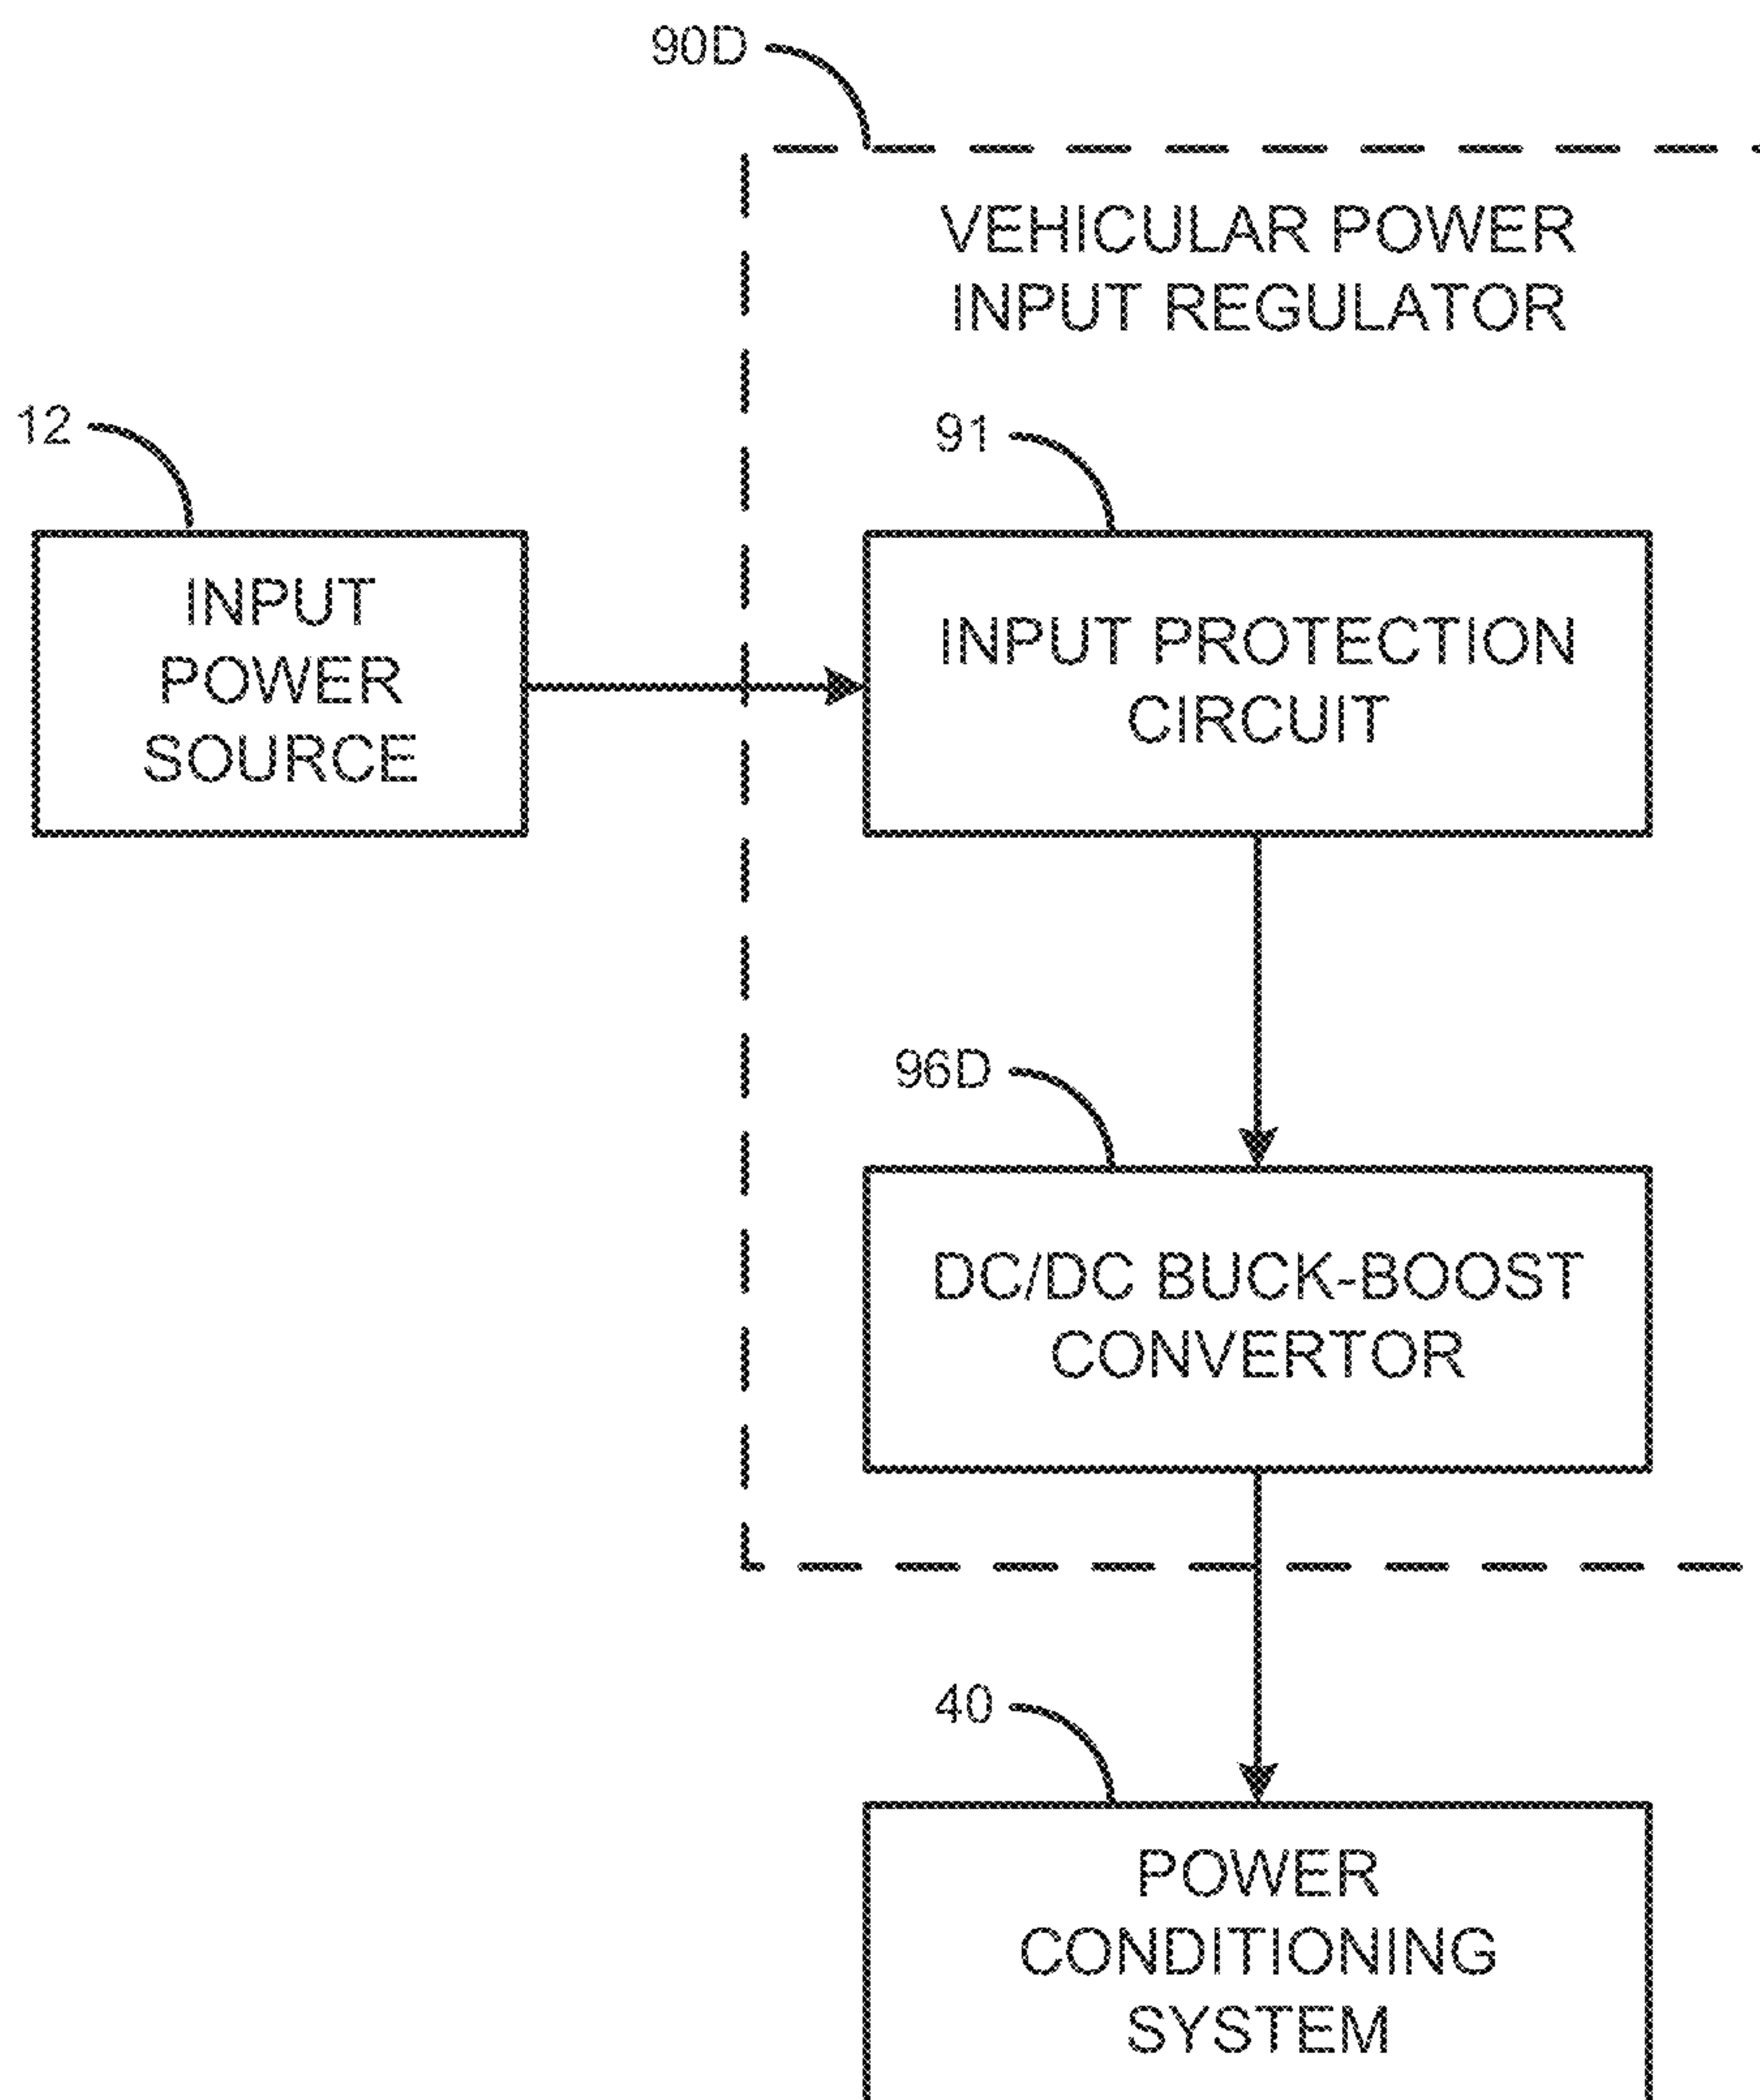 90D
VEHICULAR POWER
INPUT REGULATOR
12
91
INPUT
POWER
SOURCE
INPUT PROTECTION
CIRCUIT
96D
DC/DC BUCK-BOOST
CONVERTOR
40
POWER
CONDITIONING
SYSTEM